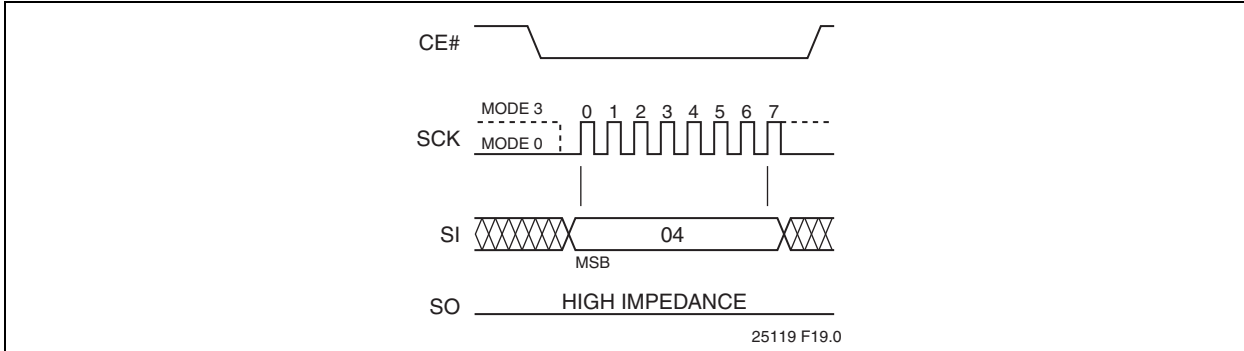 CE#
MODE 3
0 1 2 3 4 5 6 7
SCK
MODE 0
SI
04
MSB
SO
HIGH IMPEDANCE
25119 F19.0